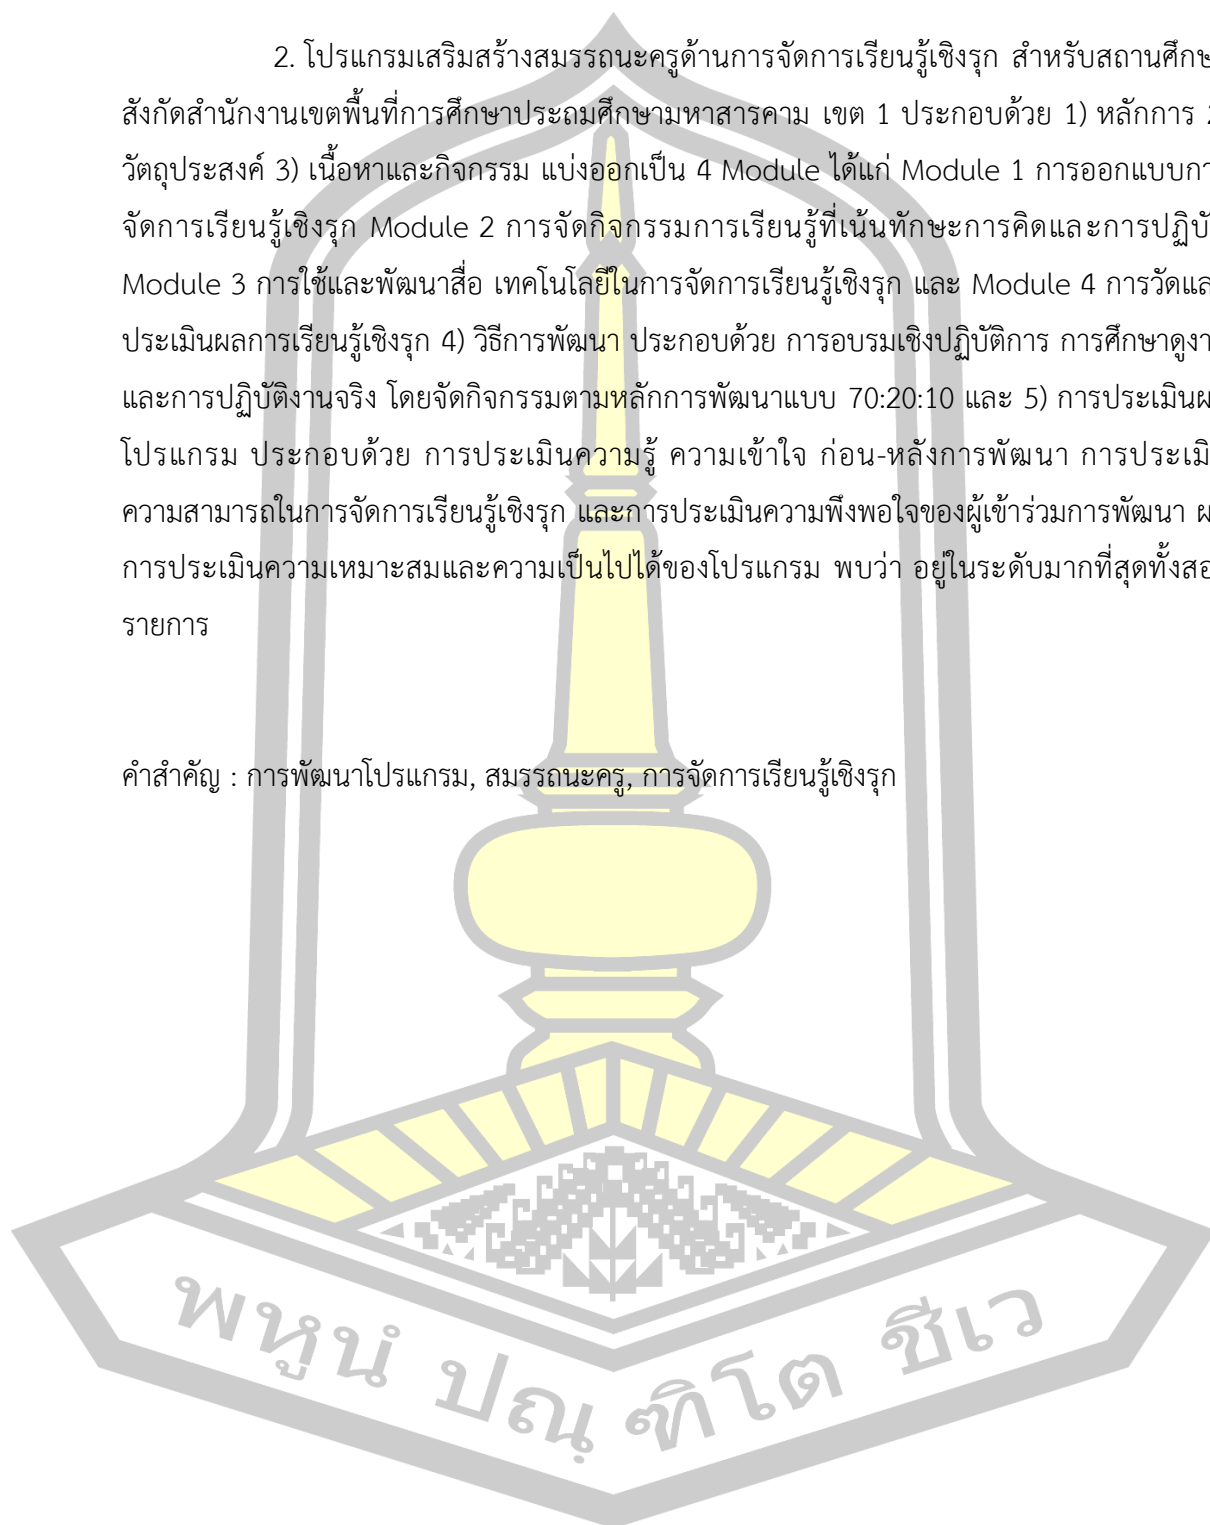 2. โปรแกรมเสริมสร้างสมรรถนะครูด้านการจัดการเรียนรู้เชิงรุก สำหรับสถานศึกษ
สังกัดสำนักงานเขตพื้นที่การศึกษาประถมศึกษามหาสารคาม เขต 1 ประกอบด้วย 1) หลักการ 2
วัตถุประสงค์ 3) เนื้อหาและกิจกรรม แบ่งออกเป็น 4 Module ได้แก่ Module 1 การออกแบบกา
จัดการเรียนรู้เชิงรุก Module 2 การจัดกิจกรรมการเรียนรู้ที่เน้นทักษะการคิดและการปฏิบั
Module 3 การใช้และพัฒนาสื่อ เทคโนโลยีในการจัดการเรียนรู้เชิงรุก และ Module 4 การวัดแล
ประเมินผลการเรียนรู้เชิงรุก 4) วิธีการพัฒนา ประกอบด้วย การอบรมเชิงปฏิบัติการ การศึกษาดูงา
และการปฏิบัติงานจริง โดยจัดกิจกรรมตามหลักการพัฒนาแบบ 70:20:10 และ 5) การประเมินผ
โปรแกรม ประกอบด้วย การประเมินความรู้ ความเข้าใจ ก่อน-หลังการพัฒนา การประเมิ
ความสามารถในการจัดการเรียนรู้เชิงรุก และการประเมินความพึงพอใจของผู้เข้าร่วมการพัฒนา ผ
การประเมินความเหมาะสมและความเป็นไปได้ของโปรแกรม พบว่า อยู่ในระดับมากที่สุดทั้งสอ
รายการ
คำสำคัญ : การพัฒนาโปรแกรม, สมรรถนะครู, การจัดการเรียนรู้เชิงรุก
พหูนํ ปณฺฑิโต ชีเว